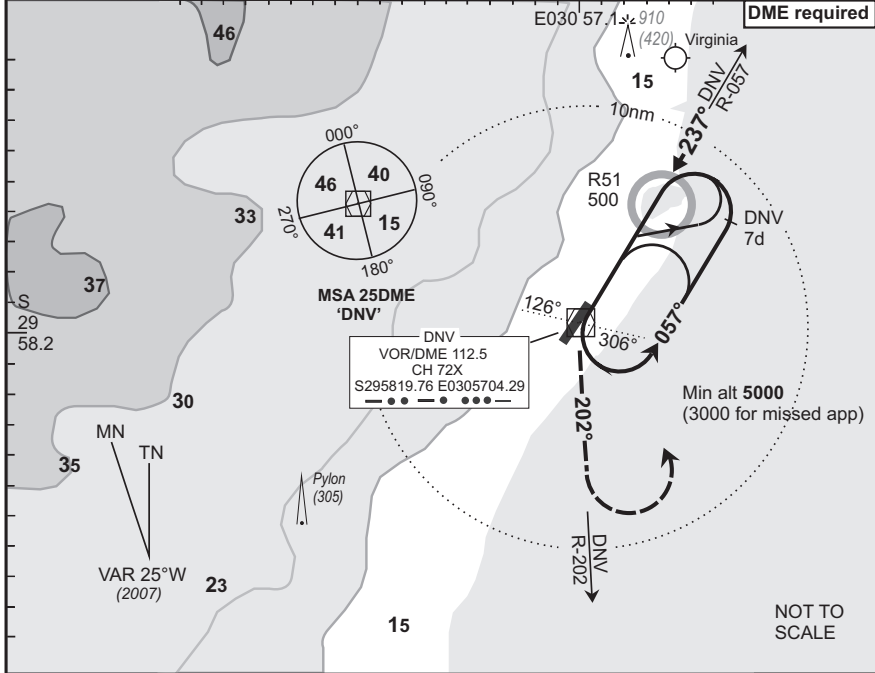 DME required
46
E030 57.1
910
(420)
Virginia
15
10nm
DNV
R-057
237°
000°
46
40
090°
270°
41
15
180°
MSA 25DME
'DNV'
R51
500
DNV
7d
33
37
S
29
58.2
126°
306°
057°
DNV
VOR/DME 112.5
CH 72X
S295819.76 E0305704.29
Min alt 5000
(3000 for missed app)
202°
30
MN
TN
35
Pylon
(305)
VAR 25°W
(2007)
23
DNV
R-202
15
NOT TO
SCALE